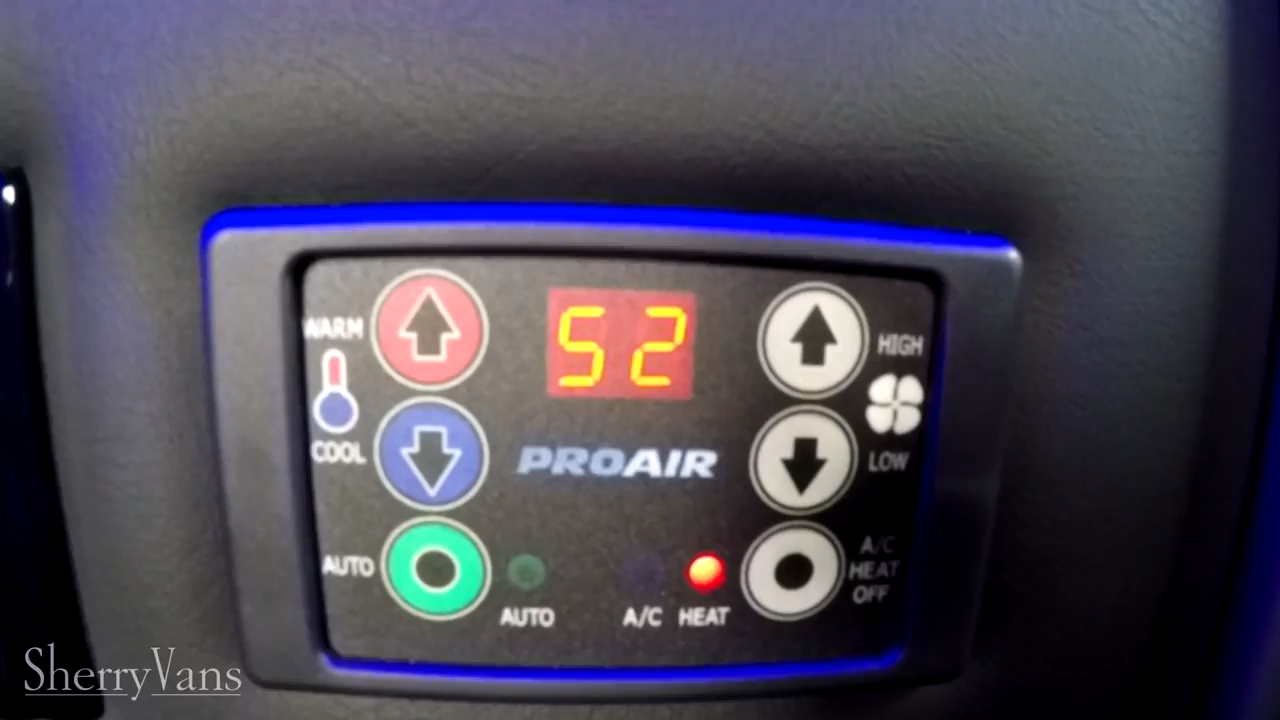 WARM
52
HIGH
COOL
PROAIR
LOW
AUTO
AUTO
A/C
HEAT
A/C
HEAT
OFF
SherryVans